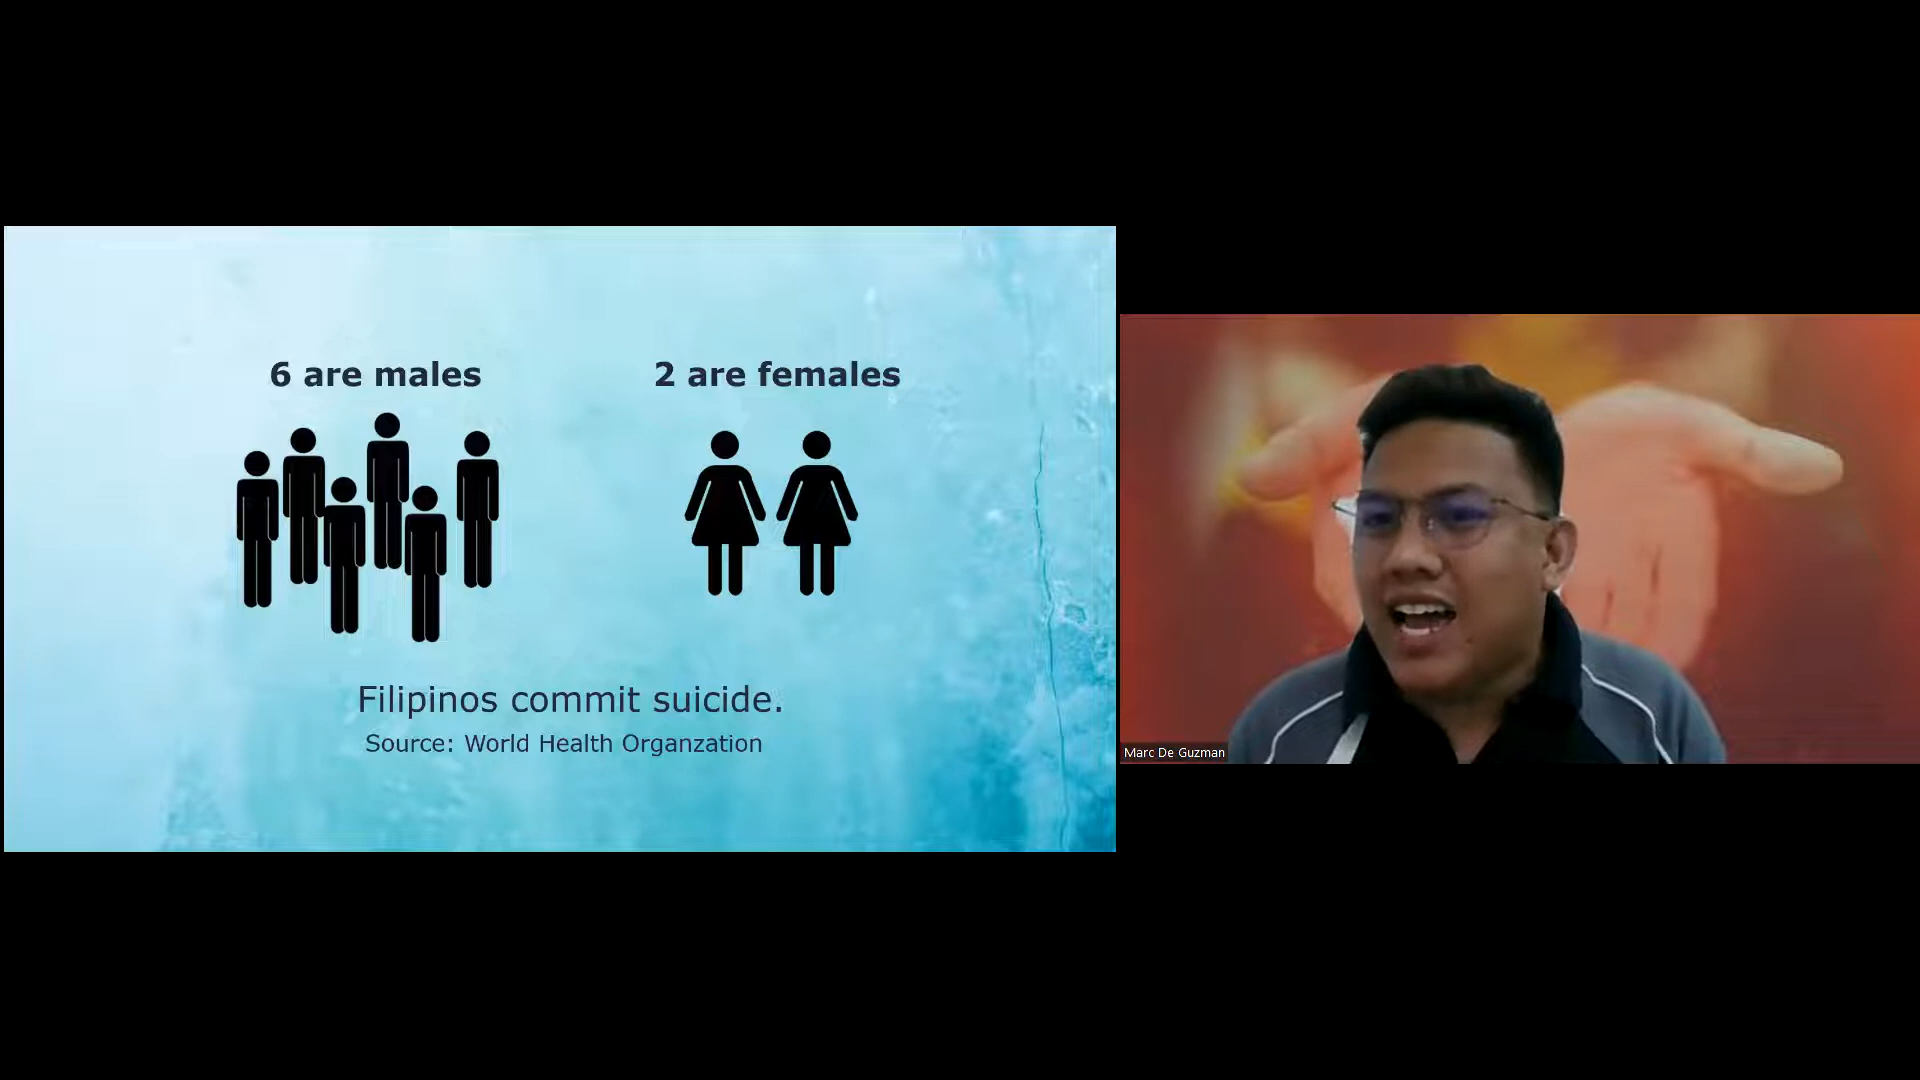 6 are males
2 are females
Filipinos commit suicide.
Source: World Health Organzation
Marc De Guzman